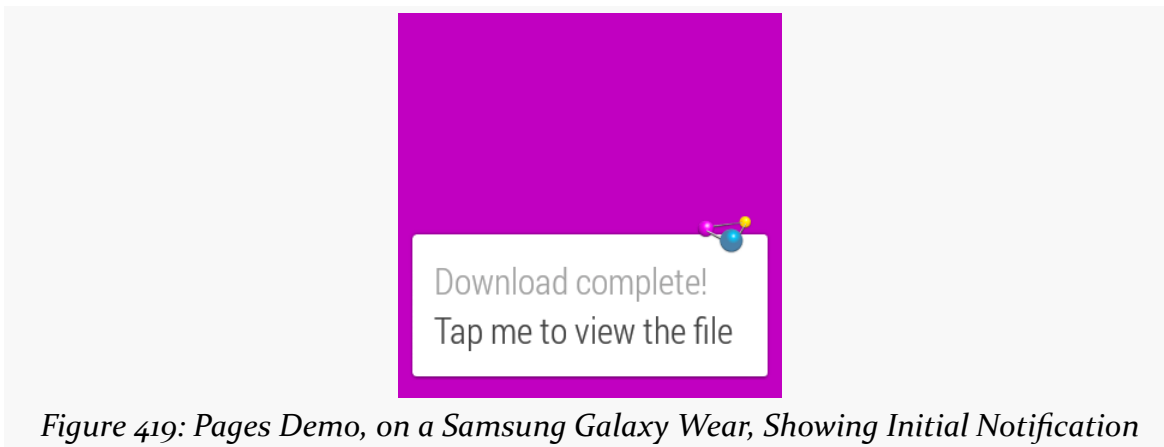 Download complete!
Tap me to view the file
Figure 419: Pages Demo, on a Samsung Galaxy Wear, Showing Initial Notification